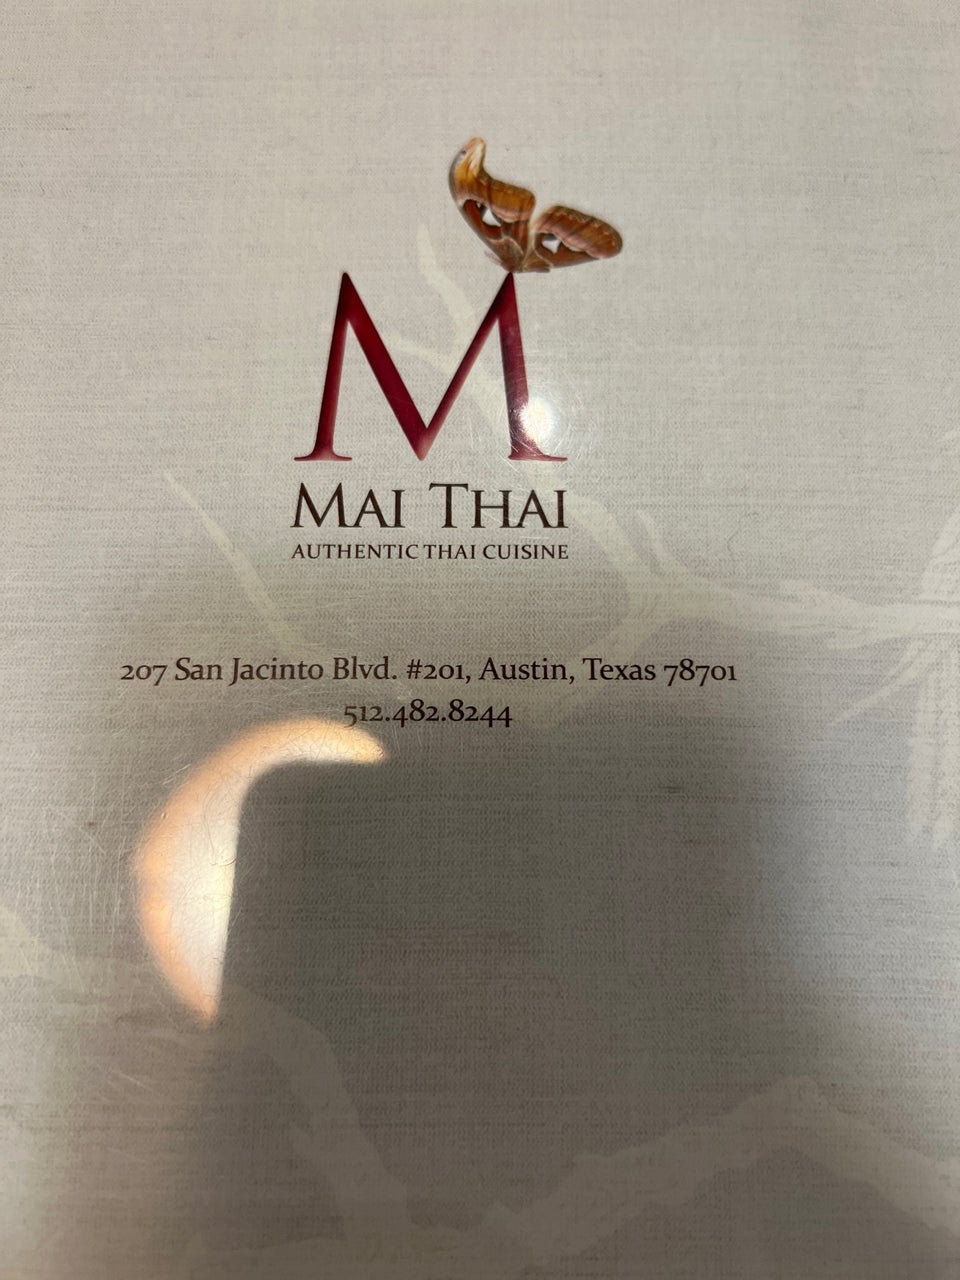 M
MAI THAI
AUTHENTIC THAI CUISINE
207 San Jacinto Blvd. #201, Austin, Texas 78701
512.482.8244